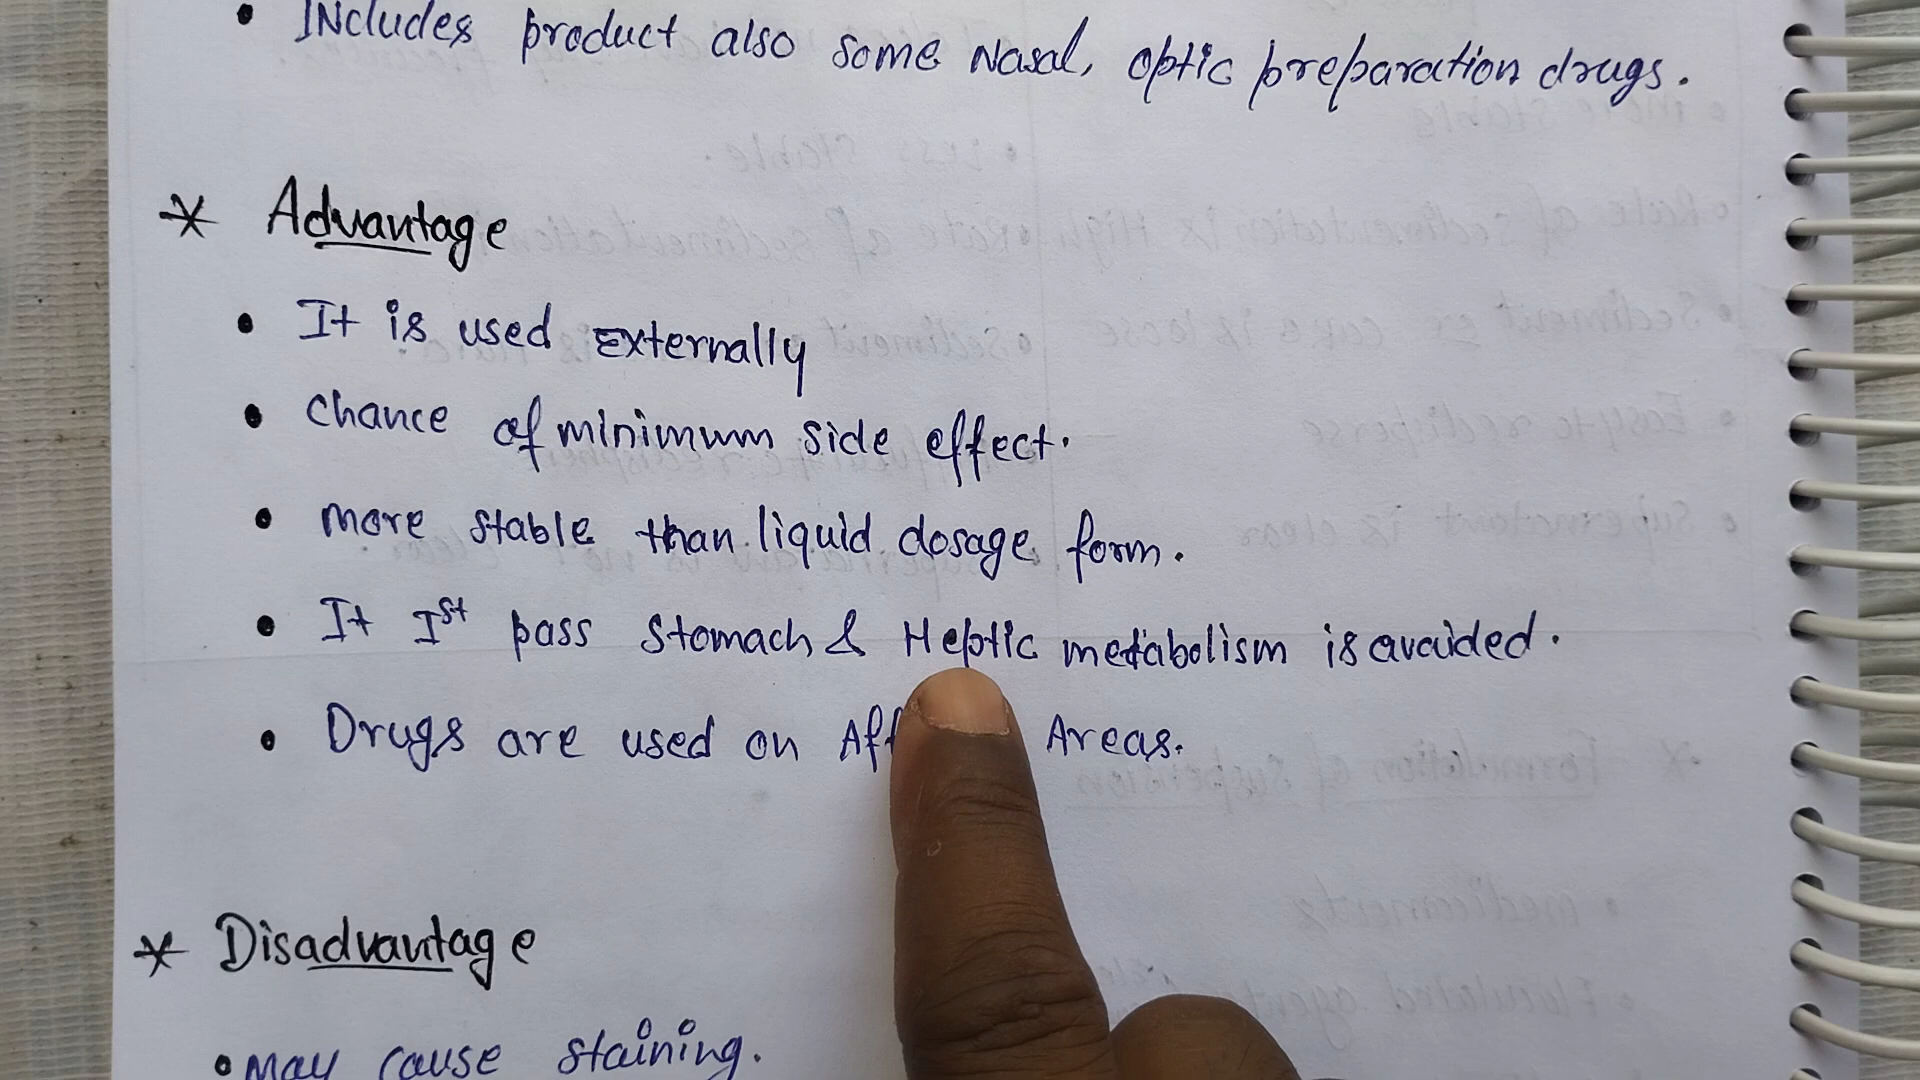 • Includes product also some Nasal, optic preparation drugs.
* Advantage
• It is used Externally
• chance of minimum side effect.
• more stable than liquid dosage form.
• It Ist pass stomach & Heptic metabolism is avoided.
• Drugs are used on Aff Areas.
* Disadvantage
• may cause staining.